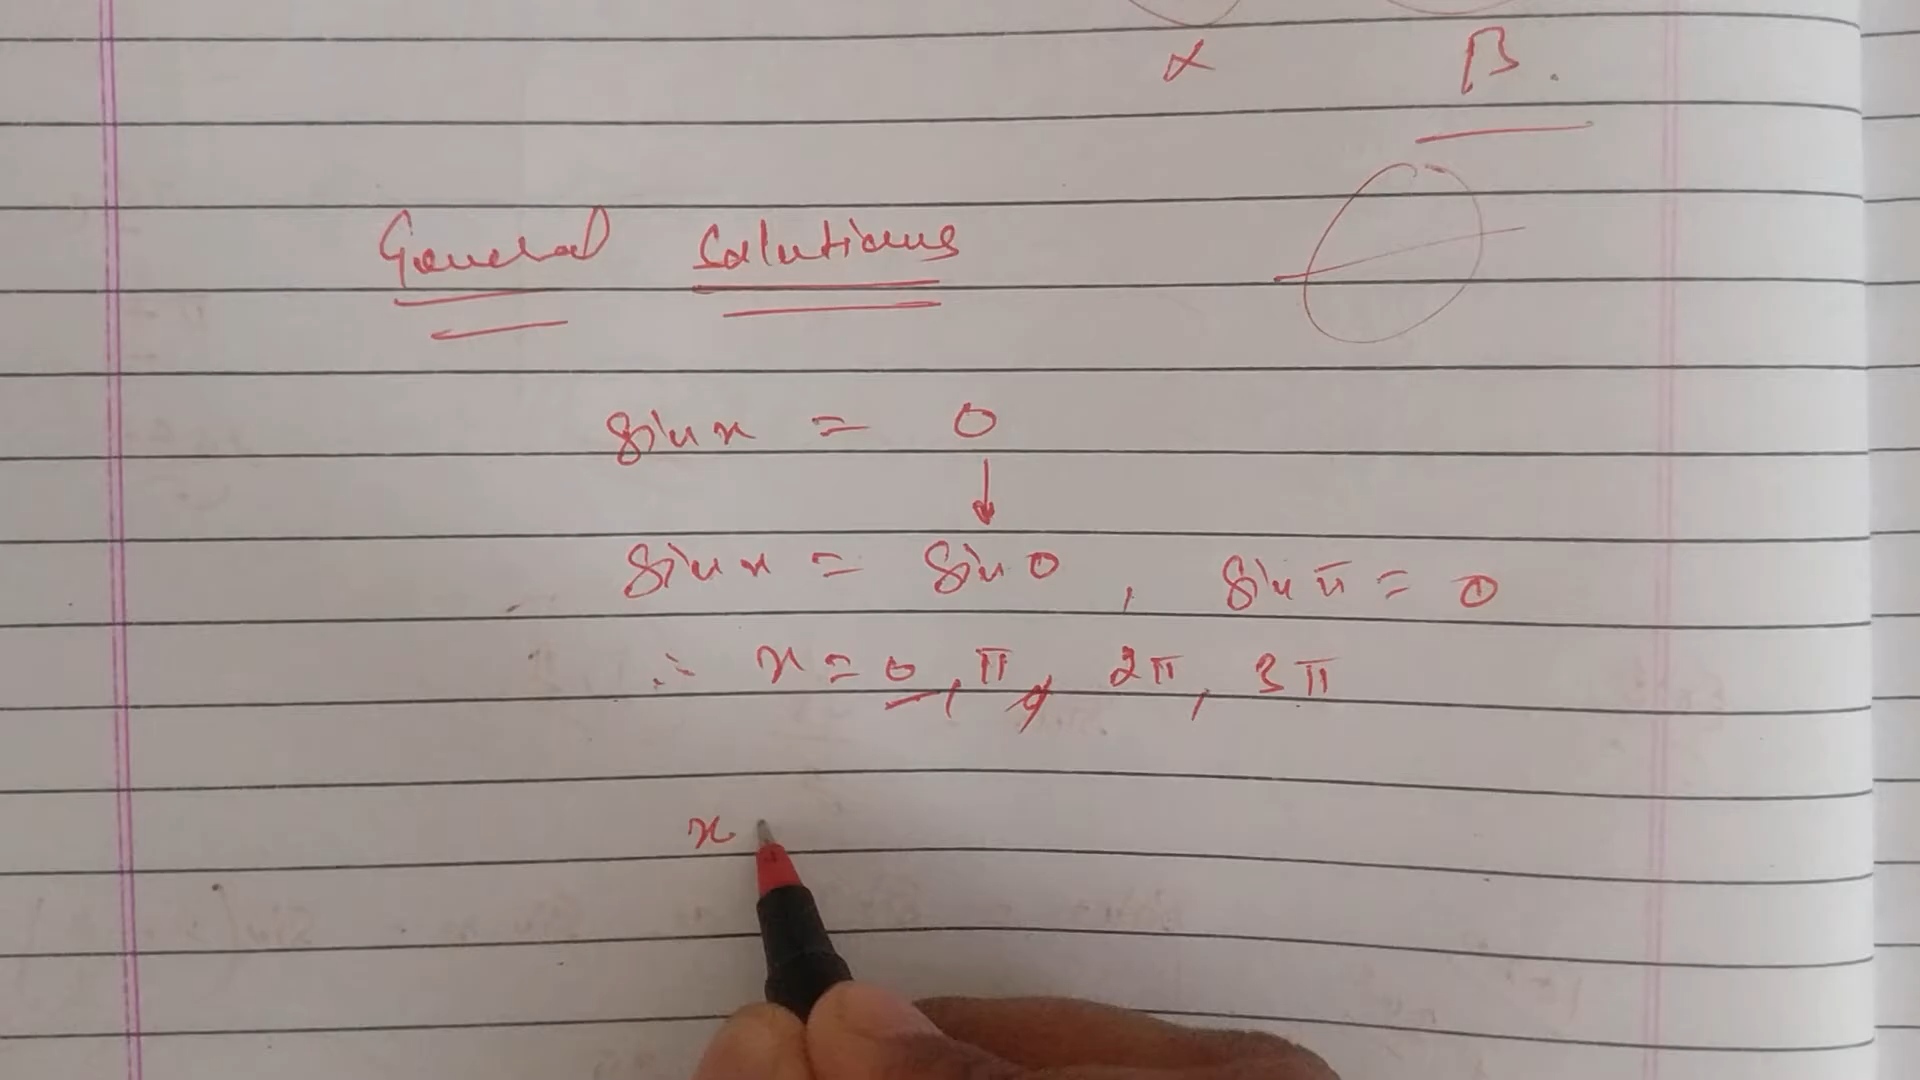 α β.
General Solutions
sin x = 0
↓
sin x = sin 0 , sin π = 0
∴ x = 0, π, 2π, 3π
x